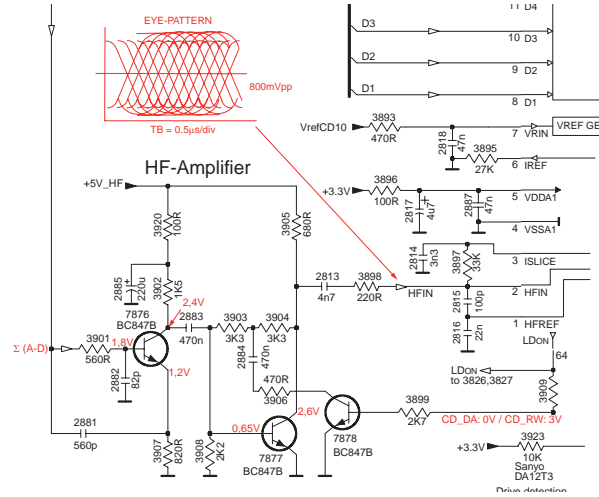 EYE-PATTERN
800mVpp
TB = 0.5µs/div
11 D4
D3
10 D3
D2
9 D2
D1
8 D1
VrefCD10
3893
470R
2818
47n
7 VRIN
VREF GE
3895
27K
6 IREF
HF-Amplifier
+5V_HF
+3.3V
3896
100R
2817
4u7
2887
47n
5 VDDA1
4 VSSA1
3920
100R
3905
680R
2814
3n3
3897
33K
3 ISLICE
2885
220u
3902
1K5
2813
4n7
3898
220R
HFIN
2815
100p
2 HFIN
2816
22n
1 HFREF
7876
BC847B
2,4V
2883
470n
3903
3K3
3904
3K3
LDON
64
Σ (A-D)
3901
560R
1,8V
2882
82p
1,2V
2884
470n
470R
3906
LDON
to 3826,3827
3909
2881
560p
0,65V
2,6V
3899
2K7
CD_DA: 0V / CD_RW: 3V
3907
820R
3908
2K2
7877
BC847B
7878
BC847B
+3.3V
3923
10K
Sanyo
DA12T3
Drive detection